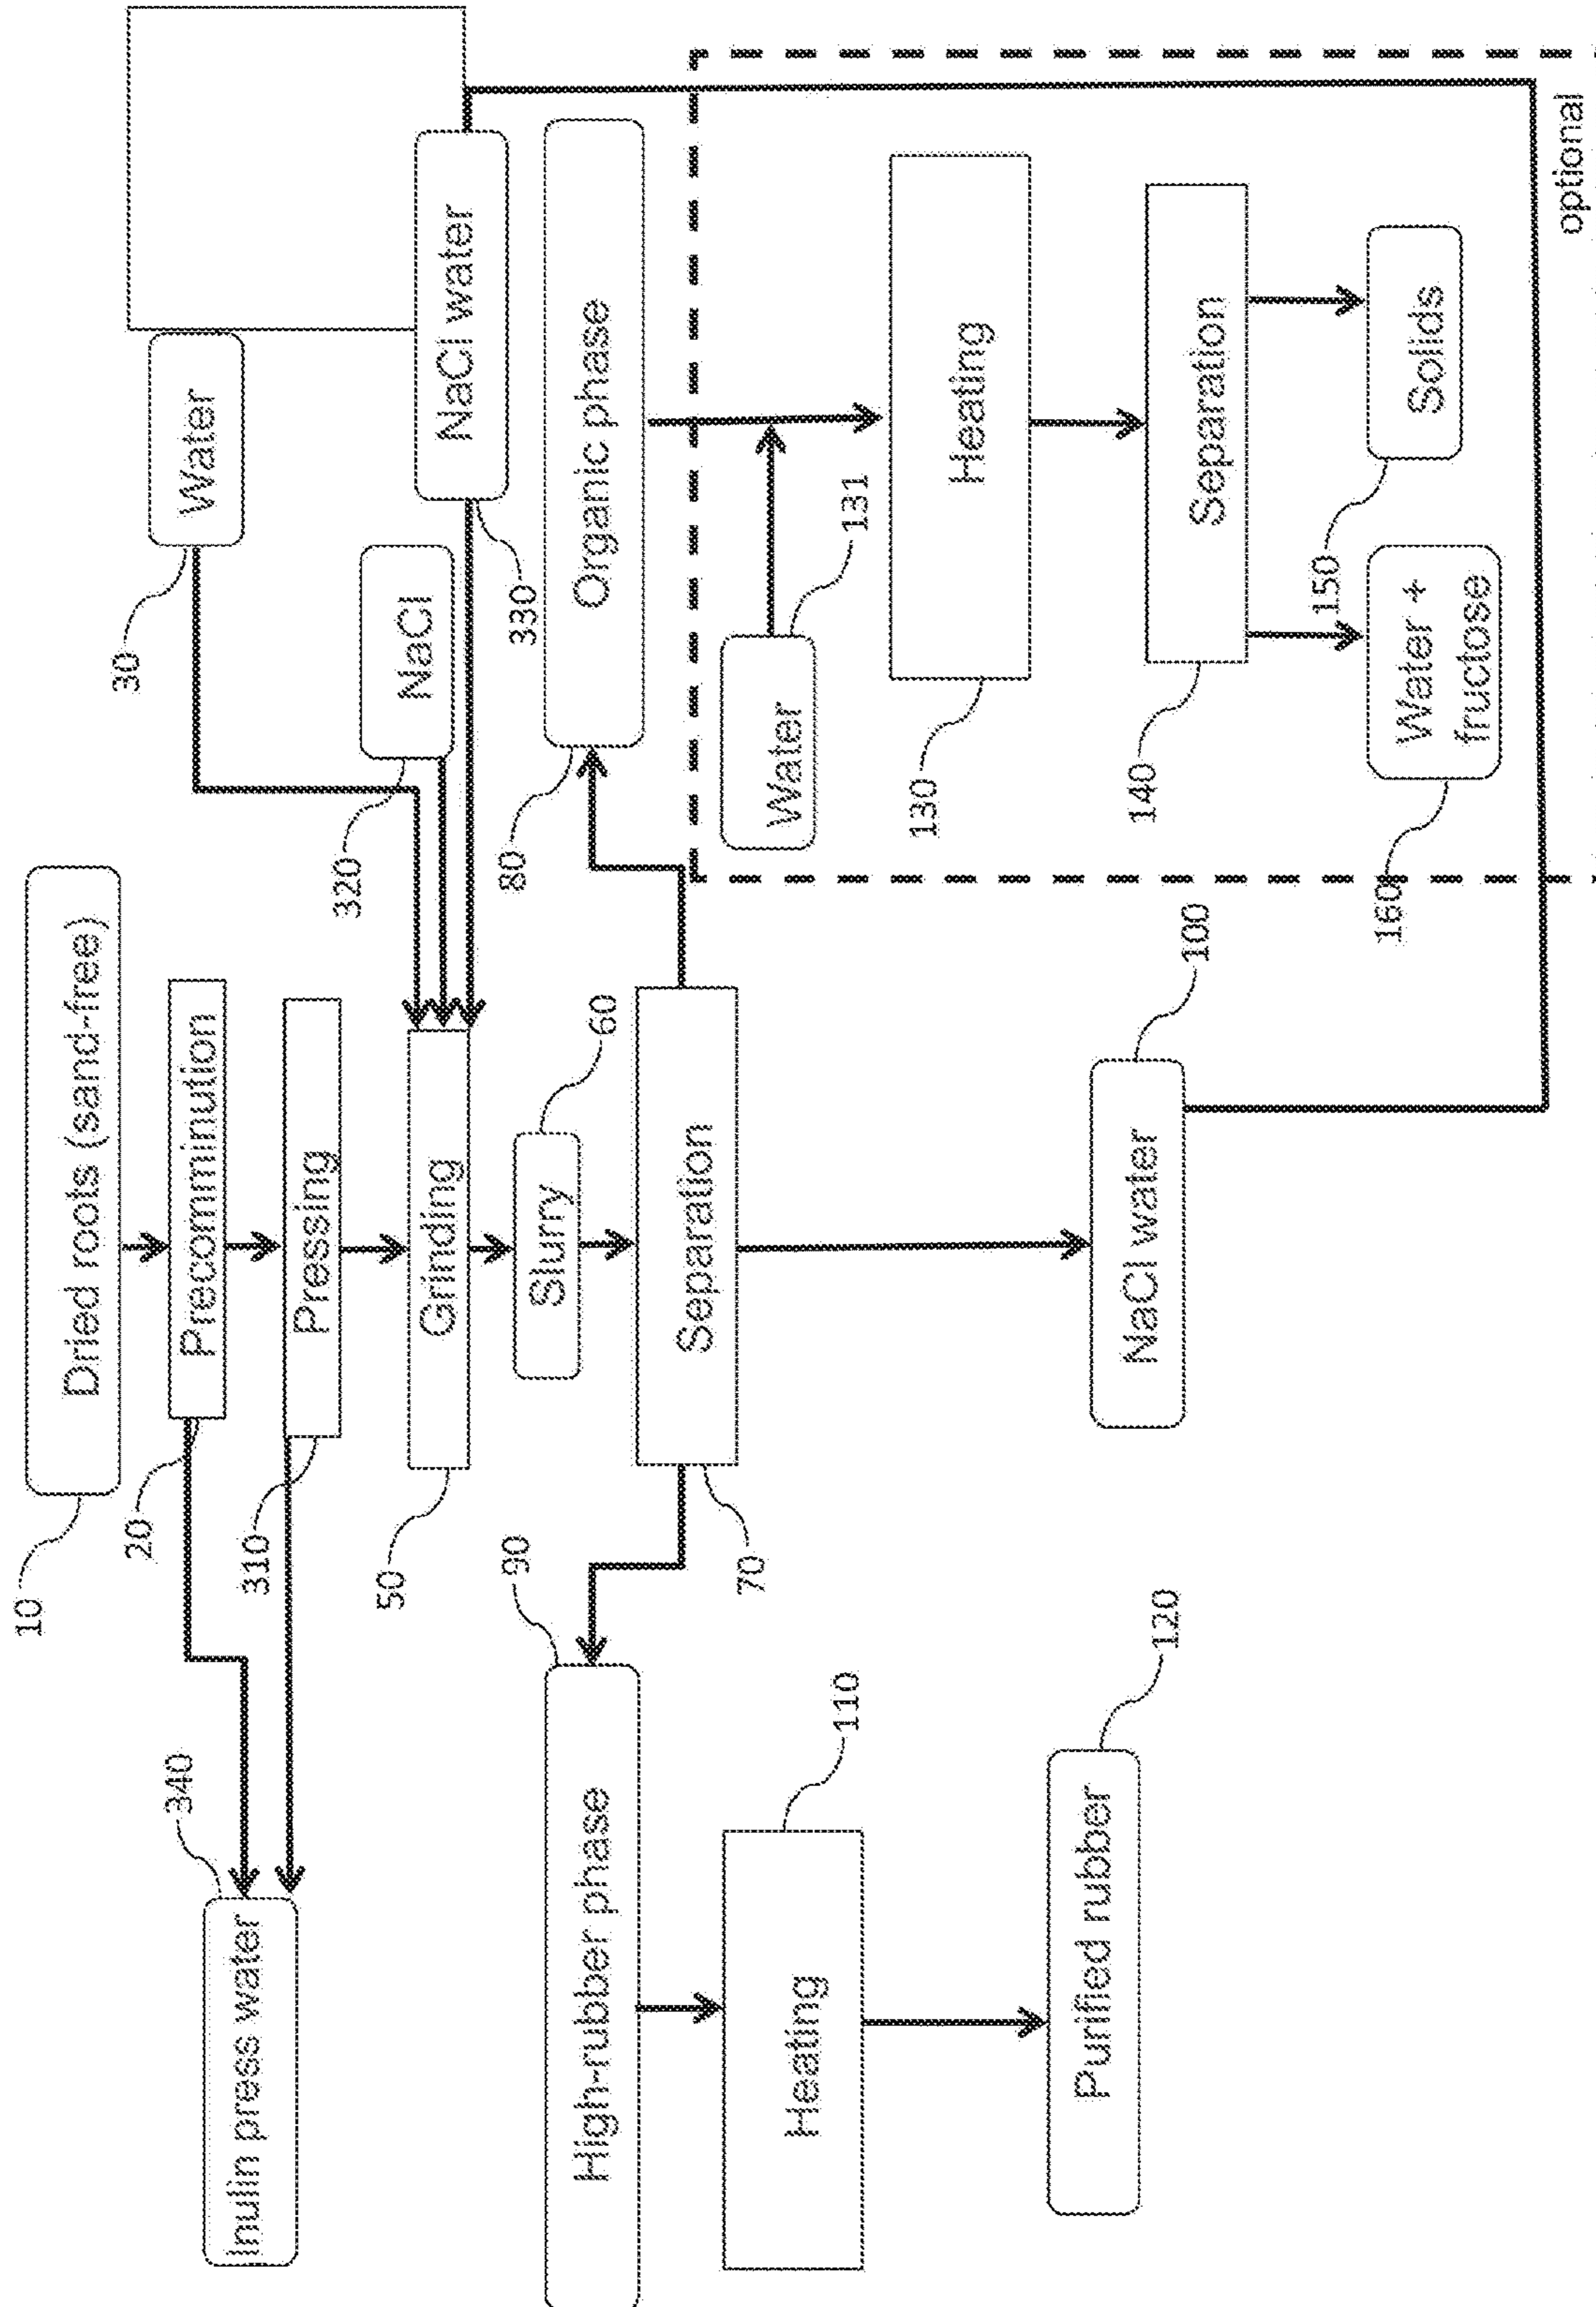 10
Dried roots (sand-free)
20
Precomminution
30
Water
340
Inulin press water
310
Pressing
320
NaCl
50
Grinding
330
NaCl water
60
Slurry
90
High-rubber phase
80
Organic phase
70
Separation
Water
131
110
Heating
130
Heating
120
Purified rubber
100
NaCl water
140
Separation
150
Solids
160
Water +
fructose
optional